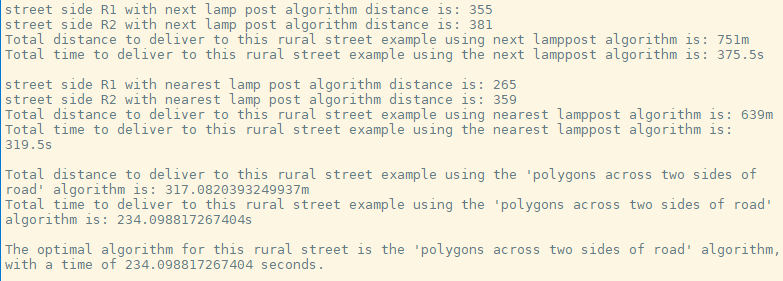 street side R1 with next lamp post algorithm distance is: 355
street side R2 with next lamp post algorithm distance is: 381
Total distance to deliver to this rural street example using next lamppost algorithm is: 751m
Total time to deliver to this rural street example using the next lamppost algorithm is: 375.5s
street side R1 with nearest lamp post algorithm distance is: 265
street side R2 with nearest lamp post algorithm distance is: 359
Total distance to deliver to this rural street example using nearest lamppost algorithm is: 639m
Total time to deliver to this rural street example using the nearest lamppost algorithm is:
319.5s
Total distance to deliver to this rural street example using the 'polygons across two sides of
road' algorithm is: 317.0820393249937m
Total time to deliver to this rural street example using the 'polygons across two sides of road'
algorithm is: 234.098817267404s
The optimal algorithm for this rural street is the 'polygons across two sides of road' algorithm,
with a time of 234.098817267404 seconds.